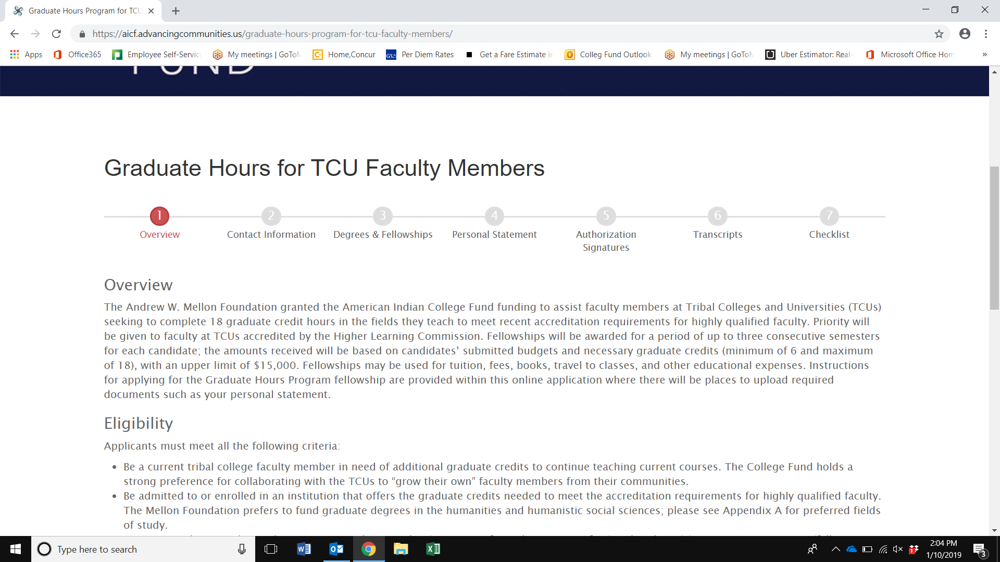 Graduate Hours Program for TCU
https://aicf.advancingcommunities.us/graduate-hours-program-for-tcu-faculty-members/
Apps Office365 Employee Self-Servic My meetings | GoTo Home,Concur GSA Per Diem Rates Get a Fare Estimate Colleg Fund Outlook My meetings | GoTo Uber Estimator: Real- Microsoft Office Hom »
FUND
Graduate Hours for TCU Faculty Members
1 2 3 4 5 6 7
Overview Contact Information Degrees & Fellowships Personal Statement Authorization Transcripts Checklist
Signatures
Overview
The Andrew W. Mellon Foundation granted the American Indian College Fund funding to assist faculty members at Tribal Colleges and Universities (TCUs)
seeking to complete 18 graduate credit hours in the fields they teach to meet recent accreditation requirements for highly qualified faculty. Priority will
be given to faculty at TCUs accredited by the Higher Learning Commission. Fellowships will be awarded for a period of up to three consecutive semesters
for each candidate; the amounts received will be based on candidates’ submitted budgets and necessary graduate credits (minimum of 6 and maximum
of 18), with an upper limit of $15,000. Fellowships may be used for tuition, fees, books, travel to classes, and other educational expenses. Instructions
for applying for the Graduate Hours Program fellowship are provided within this online application where there will be places to upload required
documents such as your personal statement.
Eligibility
Applicants must meet all the following criteria:
• Be a current tribal college faculty member in need of additional graduate credits to continue teaching current courses. The College Fund holds a
strong preference for collaborating with the TCUs to “grow their own” faculty members from their communities.
• Be admitted to or enrolled in an institution that offers the graduate credits needed to meet the accreditation requirements for highly qualified faculty.
The Mellon Foundation prefers to fund graduate degrees in the humanities and humanistic social sciences; please see Appendix A for preferred fields
of study.
Type here to search
2:04 PM
1/10/2019
3